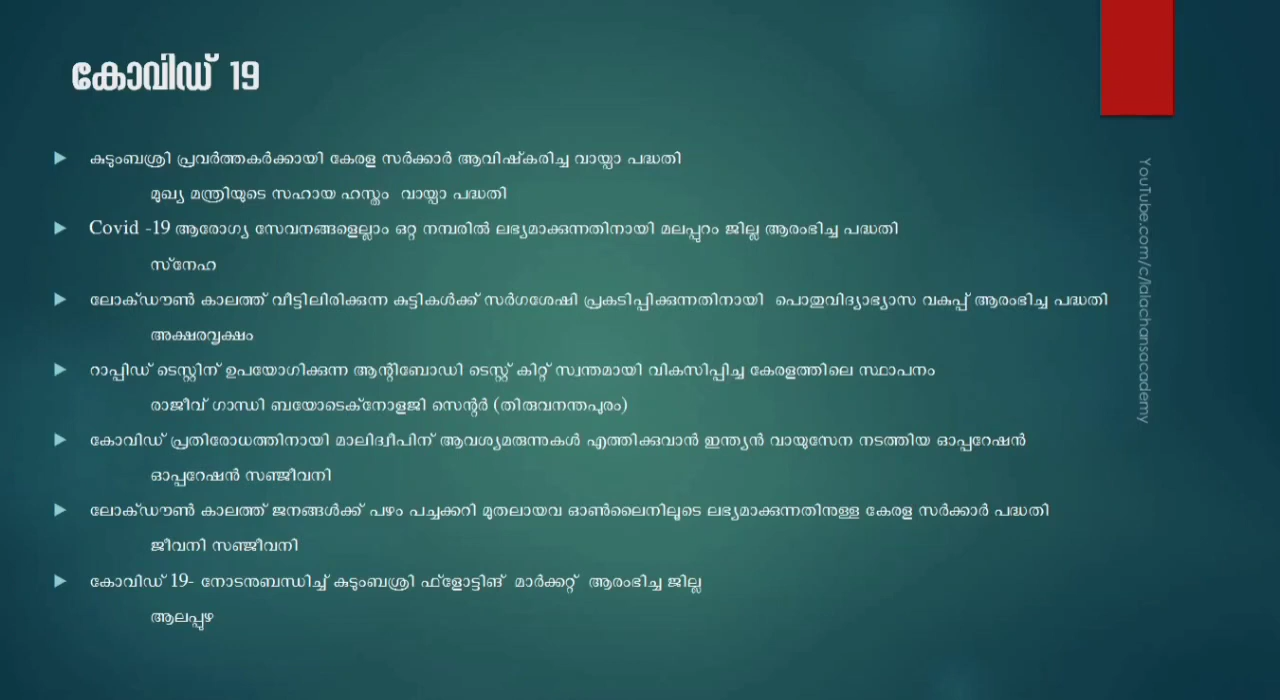 കോവിഡ് 19
കുടുംബശ്രി പ്രവർത്തകർക്കായി കേരള സർക്കാർ ആവിഷ്കരിച്ച വായ്പാ പദ്ധതി
മുഖ്യ മന്ത്രിയുടെ സഹായ ഹസ്തം വായ്പാ പദ്ധതി
Covid -19 ആരോഗ്യ സേവനങ്ങളെല്ലാം ഒറ്റ നമ്പരിൽ ലഭ്യമാക്കുന്നതിനായി മലപ്പുറം ജില്ല ആരംഭിച്ച പദ്ധതി
സ്നേഹ
ലോക്ഡൗൺ കാലത്ത് വീട്ടിലിരിക്കുന്ന കുട്ടികൾക്ക് സർഗശേഷി പ്രകടിപ്പിക്കുന്നതിനായി പൊതുവിദ്യാഭ്യാസ വകുപ്പ് ആരംഭിച്ച പദ്ധതി
അക്ഷരവൃക്ഷം
റാപ്പിഡ് ടെസ്റ്റിന് ഉപയോഗിക്കുന്ന ആന്റിബോഡി ടെസ്റ്റ് കിറ്റ് സ്വന്തമായി വികസിപ്പിച്ച കേരളത്തിലെ സ്ഥാപനം
രാജീവ് ഗാന്ധി ബയോടെക്നോളജി സെന്റർ (തിരുവനന്തപുരം)
കോവിഡ് പ്രതിരോധത്തിനായി മാലിദ്വീപിന് ആവശ്യമരുന്നുകൾ എത്തിക്കുവാൻ ഇന്ത്യൻ വായുസേന നടത്തിയ ഓപ്പറേഷൻ
ഓപ്പറേഷൻ സഞ്ജീവനി
ലോക്ഡൗൺ കാലത്ത് ജനങ്ങൾക്ക് പഴം പച്ചക്കറി മുതലായവ ഓൺലൈനിലൂടെ ലഭ്യമാക്കുന്നതിനുള്ള കേരള സർക്കാർ പദ്ധതി
ജീവനി സഞ്ജീവനി
കോവിഡ് 19- നോടനുബന്ധിച്ച് കുടുംബശ്രി ഫ്ളോട്ടിങ് മാർക്കറ്റ് ആരംഭിച്ച ജില്ല
ആലപ്പുഴ
YouTube.com/c/lalachansacademy